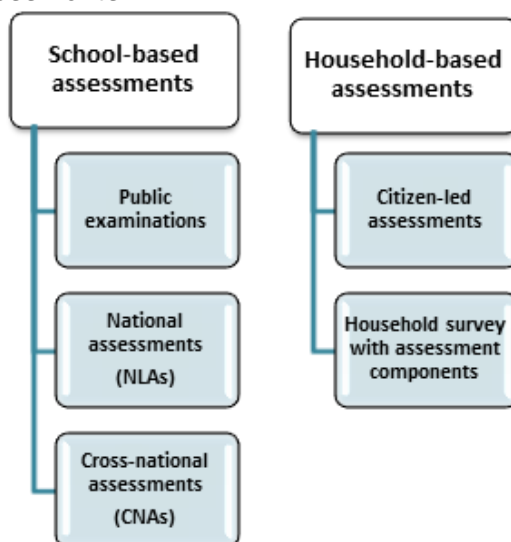 School-based
assessments
Public
examinations
National
assessments
(NLAs)
Cross-national
assessments
(CNAs)
Household-based
assessments
Citizen-led
assessments
Household survey
with assessment
components